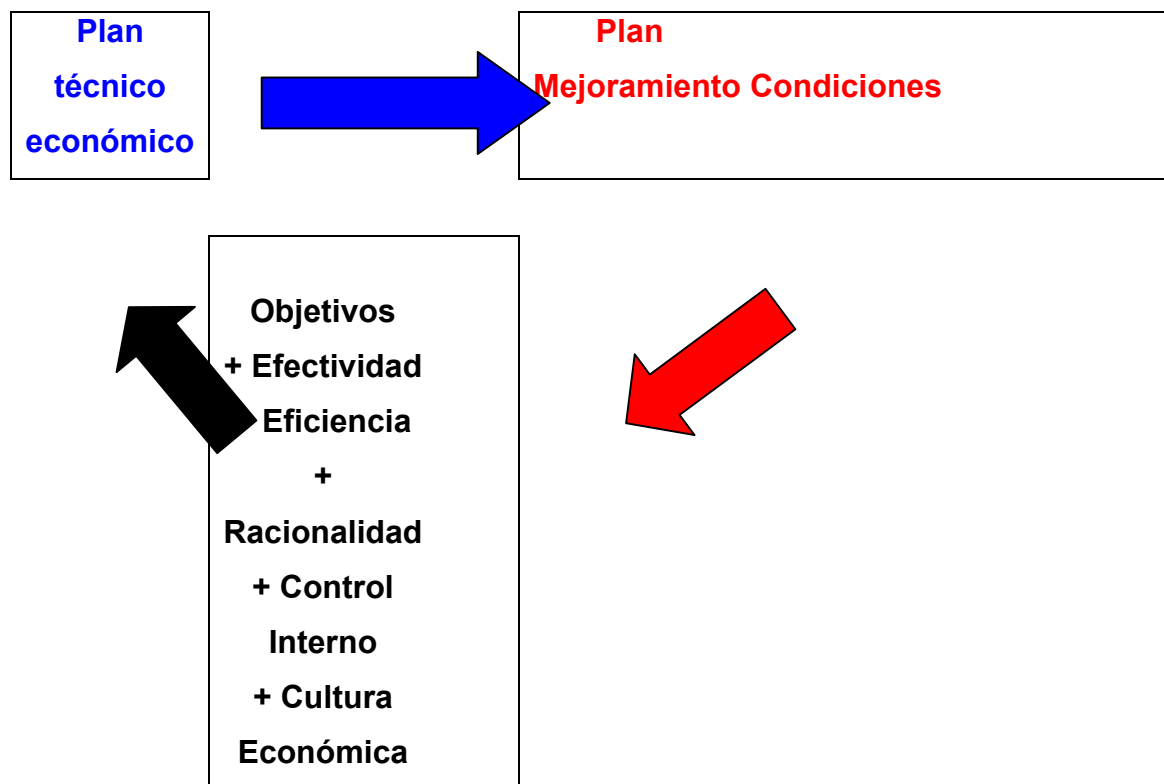 Plan
técnico
económico
Plan
Mejoramiento Condiciones
Objetivos
+ Efectividad
Eficiencia
+
Racionalidad
+ Control
Interno
+ Cultura
Económica